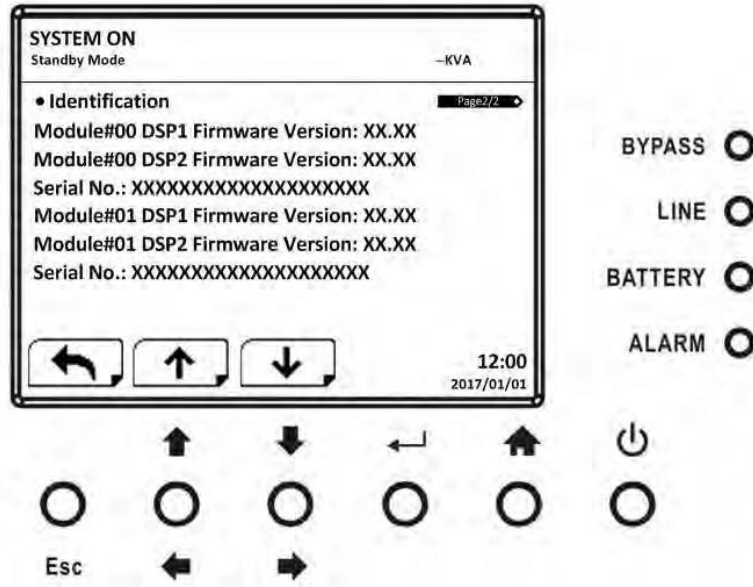 SYSTEM ON
Standby Mode –KVA
• Identification Page2/2
Module#00 DSP1 Firmware Version: XX.XX
Module#00 DSP2 Firmware Version: XX.XX
Serial No.: XXXXXXXXXXXXXXXXXXXX
Module#01 DSP1 Firmware Version: XX.XX
Module#01 DSP2 Firmware Version: XX.XX
Serial No.: XXXXXXXXXXXXXXXXXXXX
12:00
2017/01/01
BYPASS
LINE
BATTERY
ALARM
Esc